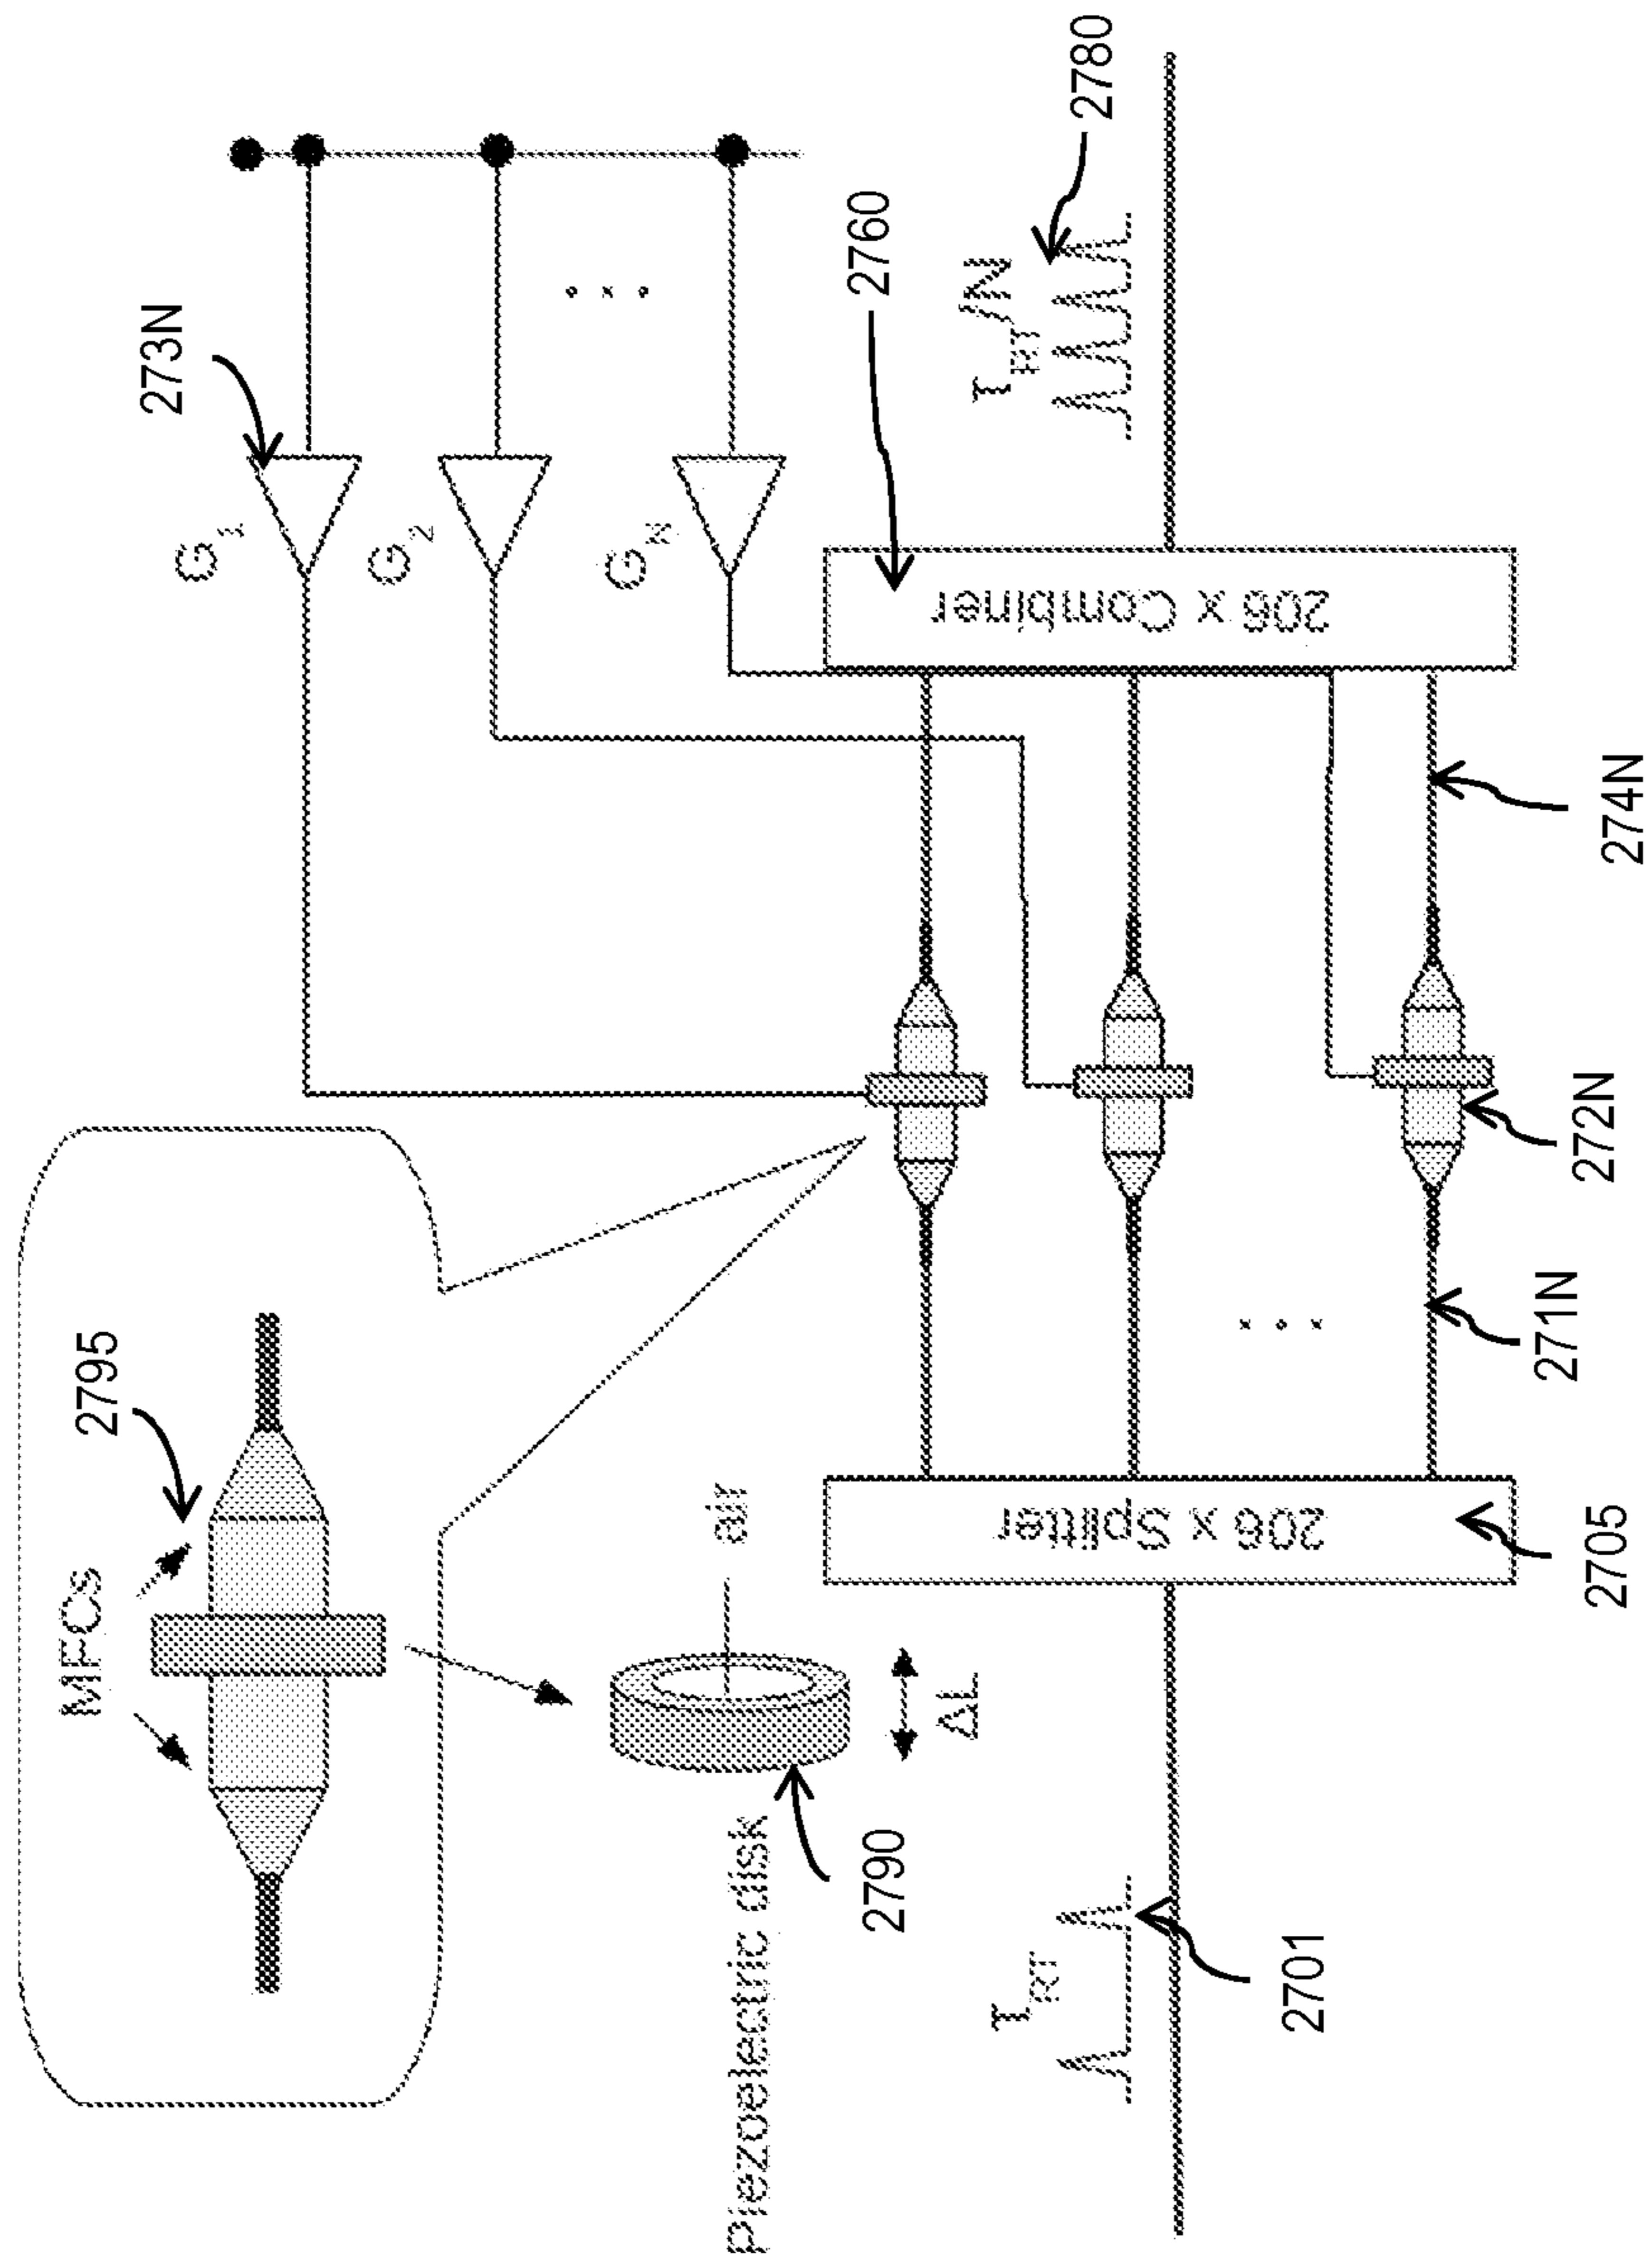 MFCs
2795
273N
G1
G2
GN
Piezoelectric disk
air
ΔL
2790
2760
TRT
2701
206 x Splitter
206 x Combiner
TRT/N
2780
2705
271N
272N
274N